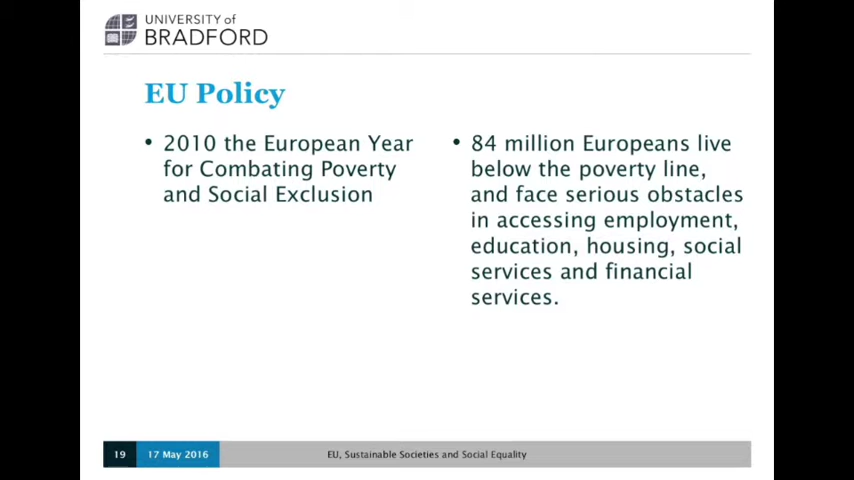 UNIVERSITY of
BRADFORD
EU Policy
• 2010 the European Year
for Combating Poverty
and Social Exclusion
• 84 million Europeans live
below the poverty line,
and face serious obstacles
in accessing employment,
education, housing, social
services and financial
services.
19 17 May 2016 EU, Sustainable Societies and Social Equality